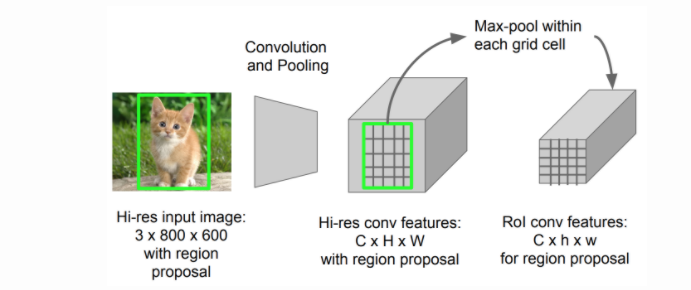 Max-pool within
each grid cell
Convolution
and Pooling
Hi-res input image:
3 x 800 x 600
with region
proposal
Hi-res conv features:
C x H x W
with region proposal
RoI conv features:
C x h x w
for region proposal